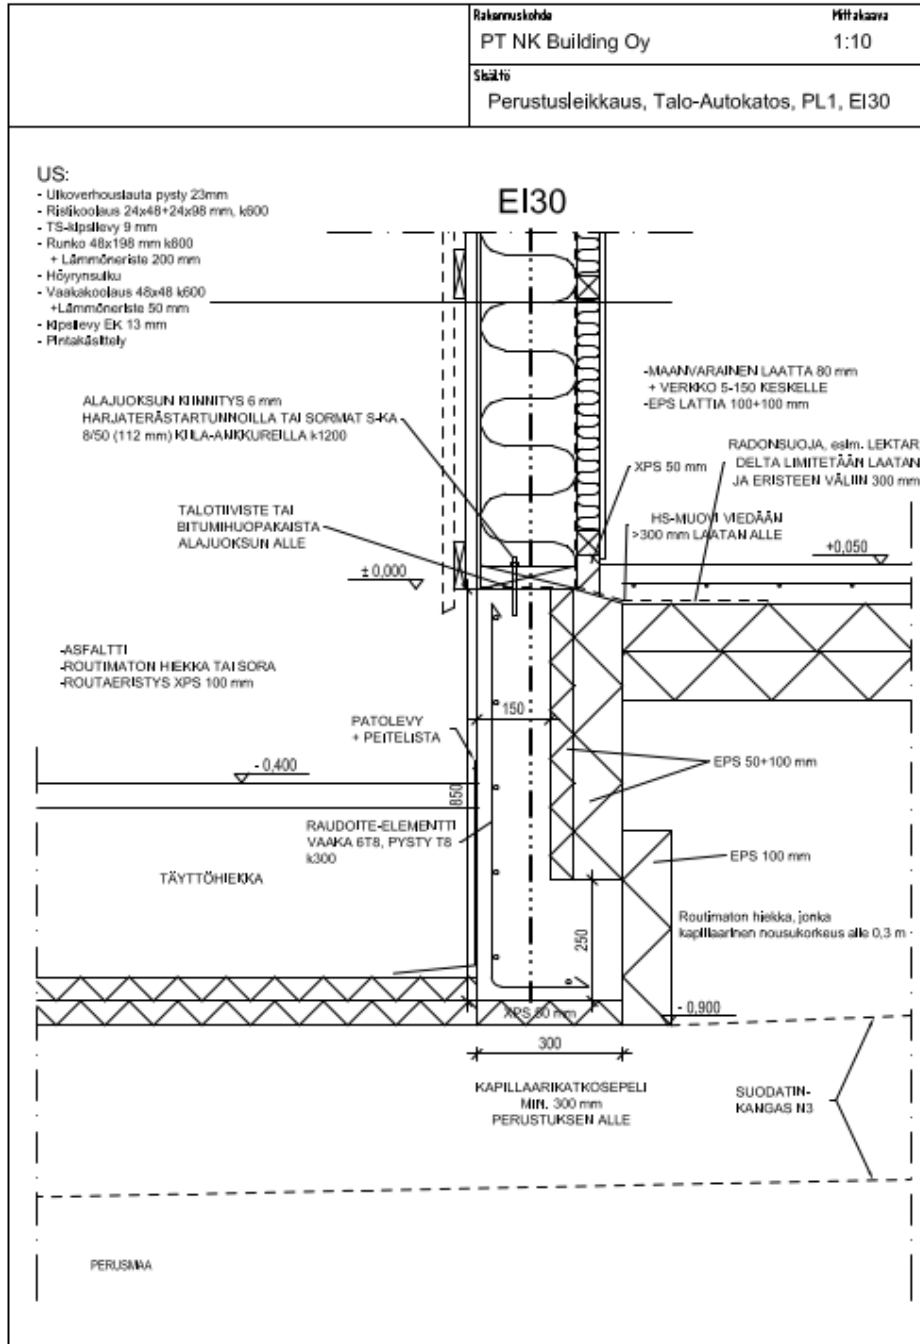 Rakennuskohde
PT NK Building Oy
Mittakaava
1:10
Sisältö
Perustusleikkaus, Talo-Autokatos, PL1, EI30
US:
- Ulkoverhouslauta pysty 23mm
- Ristikoolaus 24x48+24x98 mm, k600
- TS-kipsilevy 9 mm
- Runko 48x198 mm k600
+ Lämmöneriste 200 mm
- Höyrynsulku
- Vaakakoolaus 48x48 k600
+Lämmöneriste 50 mm
- Kipsilevy EK 13 mm
- Pintakäsittely
EI30
ALAJUOKSUN KIINNITYS 6 mm
HARJATERÄSTARTUNNOILLA TAI SORMAT S-KA
8/50 (112 mm) KIILA-ANKKUREILLA k1200
-MAANVARAINEN LAATTA 80 mm
+ VERKKO 5-150 KESKELLE
-EPS LATTIA 100+100 mm
RADONSUOJA, esim. LEKTAR
DELTA LIMITETÄÄN LAATAN
JA ERISTEEN VÄLIIN 300 mm
XPS 50 mm
HS-MUOVI VIEDÄÄN
>300 mm LAATAN ALLE
TALOTIIVISTE TAI
BITUMIHUOPAKAISTA
ALAJUOKSUN ALLE
+0,050
± 0,000
-ASFALTTI
-ROUTIMATON HIEKKA TAI SORA
-ROUTAERISTYS XPS 100 mm
150
PATOLEVY
+ PEITELISTA
- 0,400
EPS 50+100 mm
850
RAUDOITE-ELEMENTTI
VAAKA 6T8, PYSTY T8
k300
TÄYTTÖHIEKKA
EPS 100 mm
Routimaton hiekka, jonka
kapillaarinen nousukorkeus alle 0,3 m
250
XPS 50 mm
- 0,900
300
KAPILLAARIKATKOSEPELI
MIN. 300 mm
PERUSTUKSEN ALLE
SUODATIN-
KANGAS N3
PERUSMAA